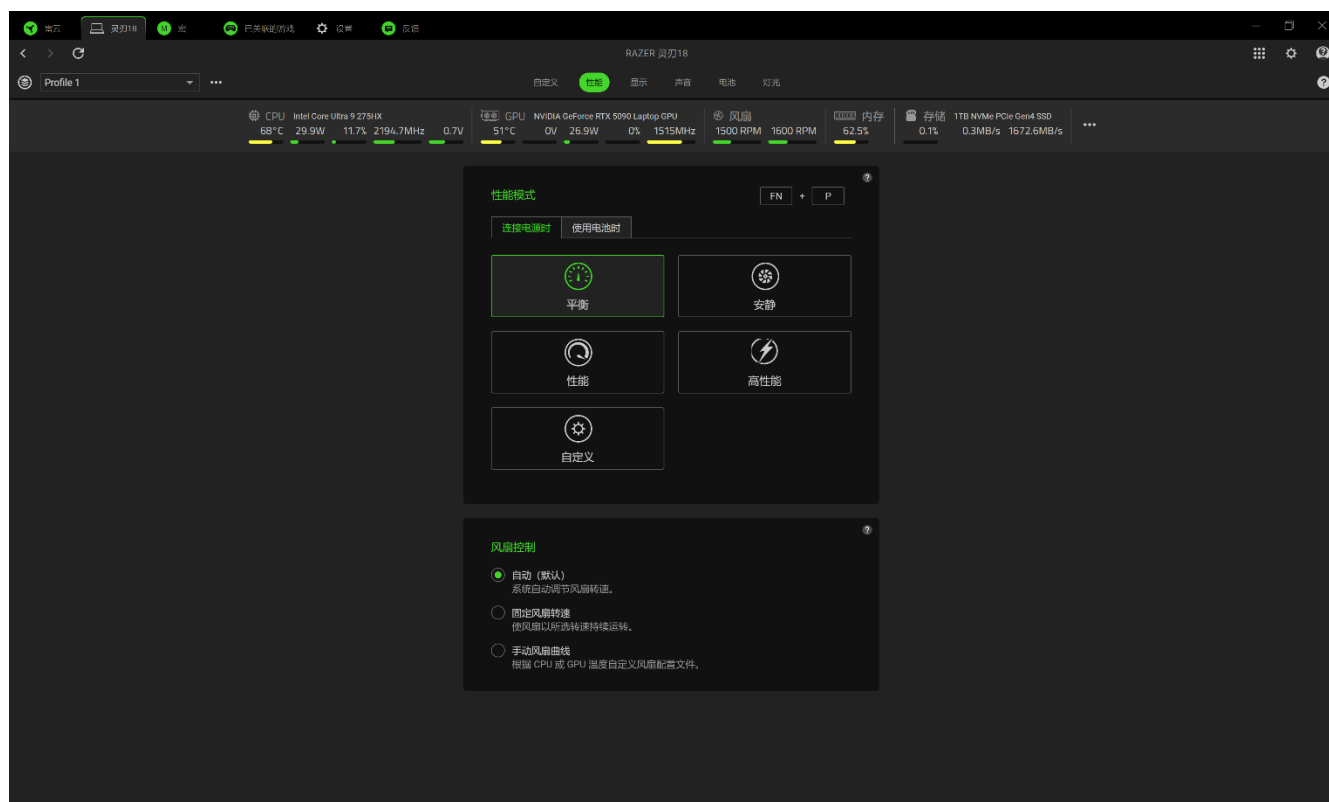 雷云 灵刃18 M 宏 已关联的游戏 设置 反馈
RAZER 灵刃18
Profile 1 自定义 性能 显示 声音 电池 灯光
CPU Intel Core Ultra 9 275HX GPU NVIDIA GeForce RTX 5090 Laptop GPU 风扇 内存 存储 1TB NVMe PCIe Gen4 SSD
68°C 29.9W 11.7% 2194.7MHz 0.7V 51°C 0V 26.9W 0% 1515MHz 1500 RPM 1600 RPM 62.5% 0.1% 0.3MB/s 1672.6MB/s
性能模式 FN + P
连接电源时 使用电池时
平衡 安静
性能 高性能
自定义
风扇控制
自动（默认）
系统自动调节风扇转速。
固定风扇转速
使风扇以所选转速持续运转。
手动风扇曲线
根据 CPU 或 GPU 温度自定义风扇配置文件。